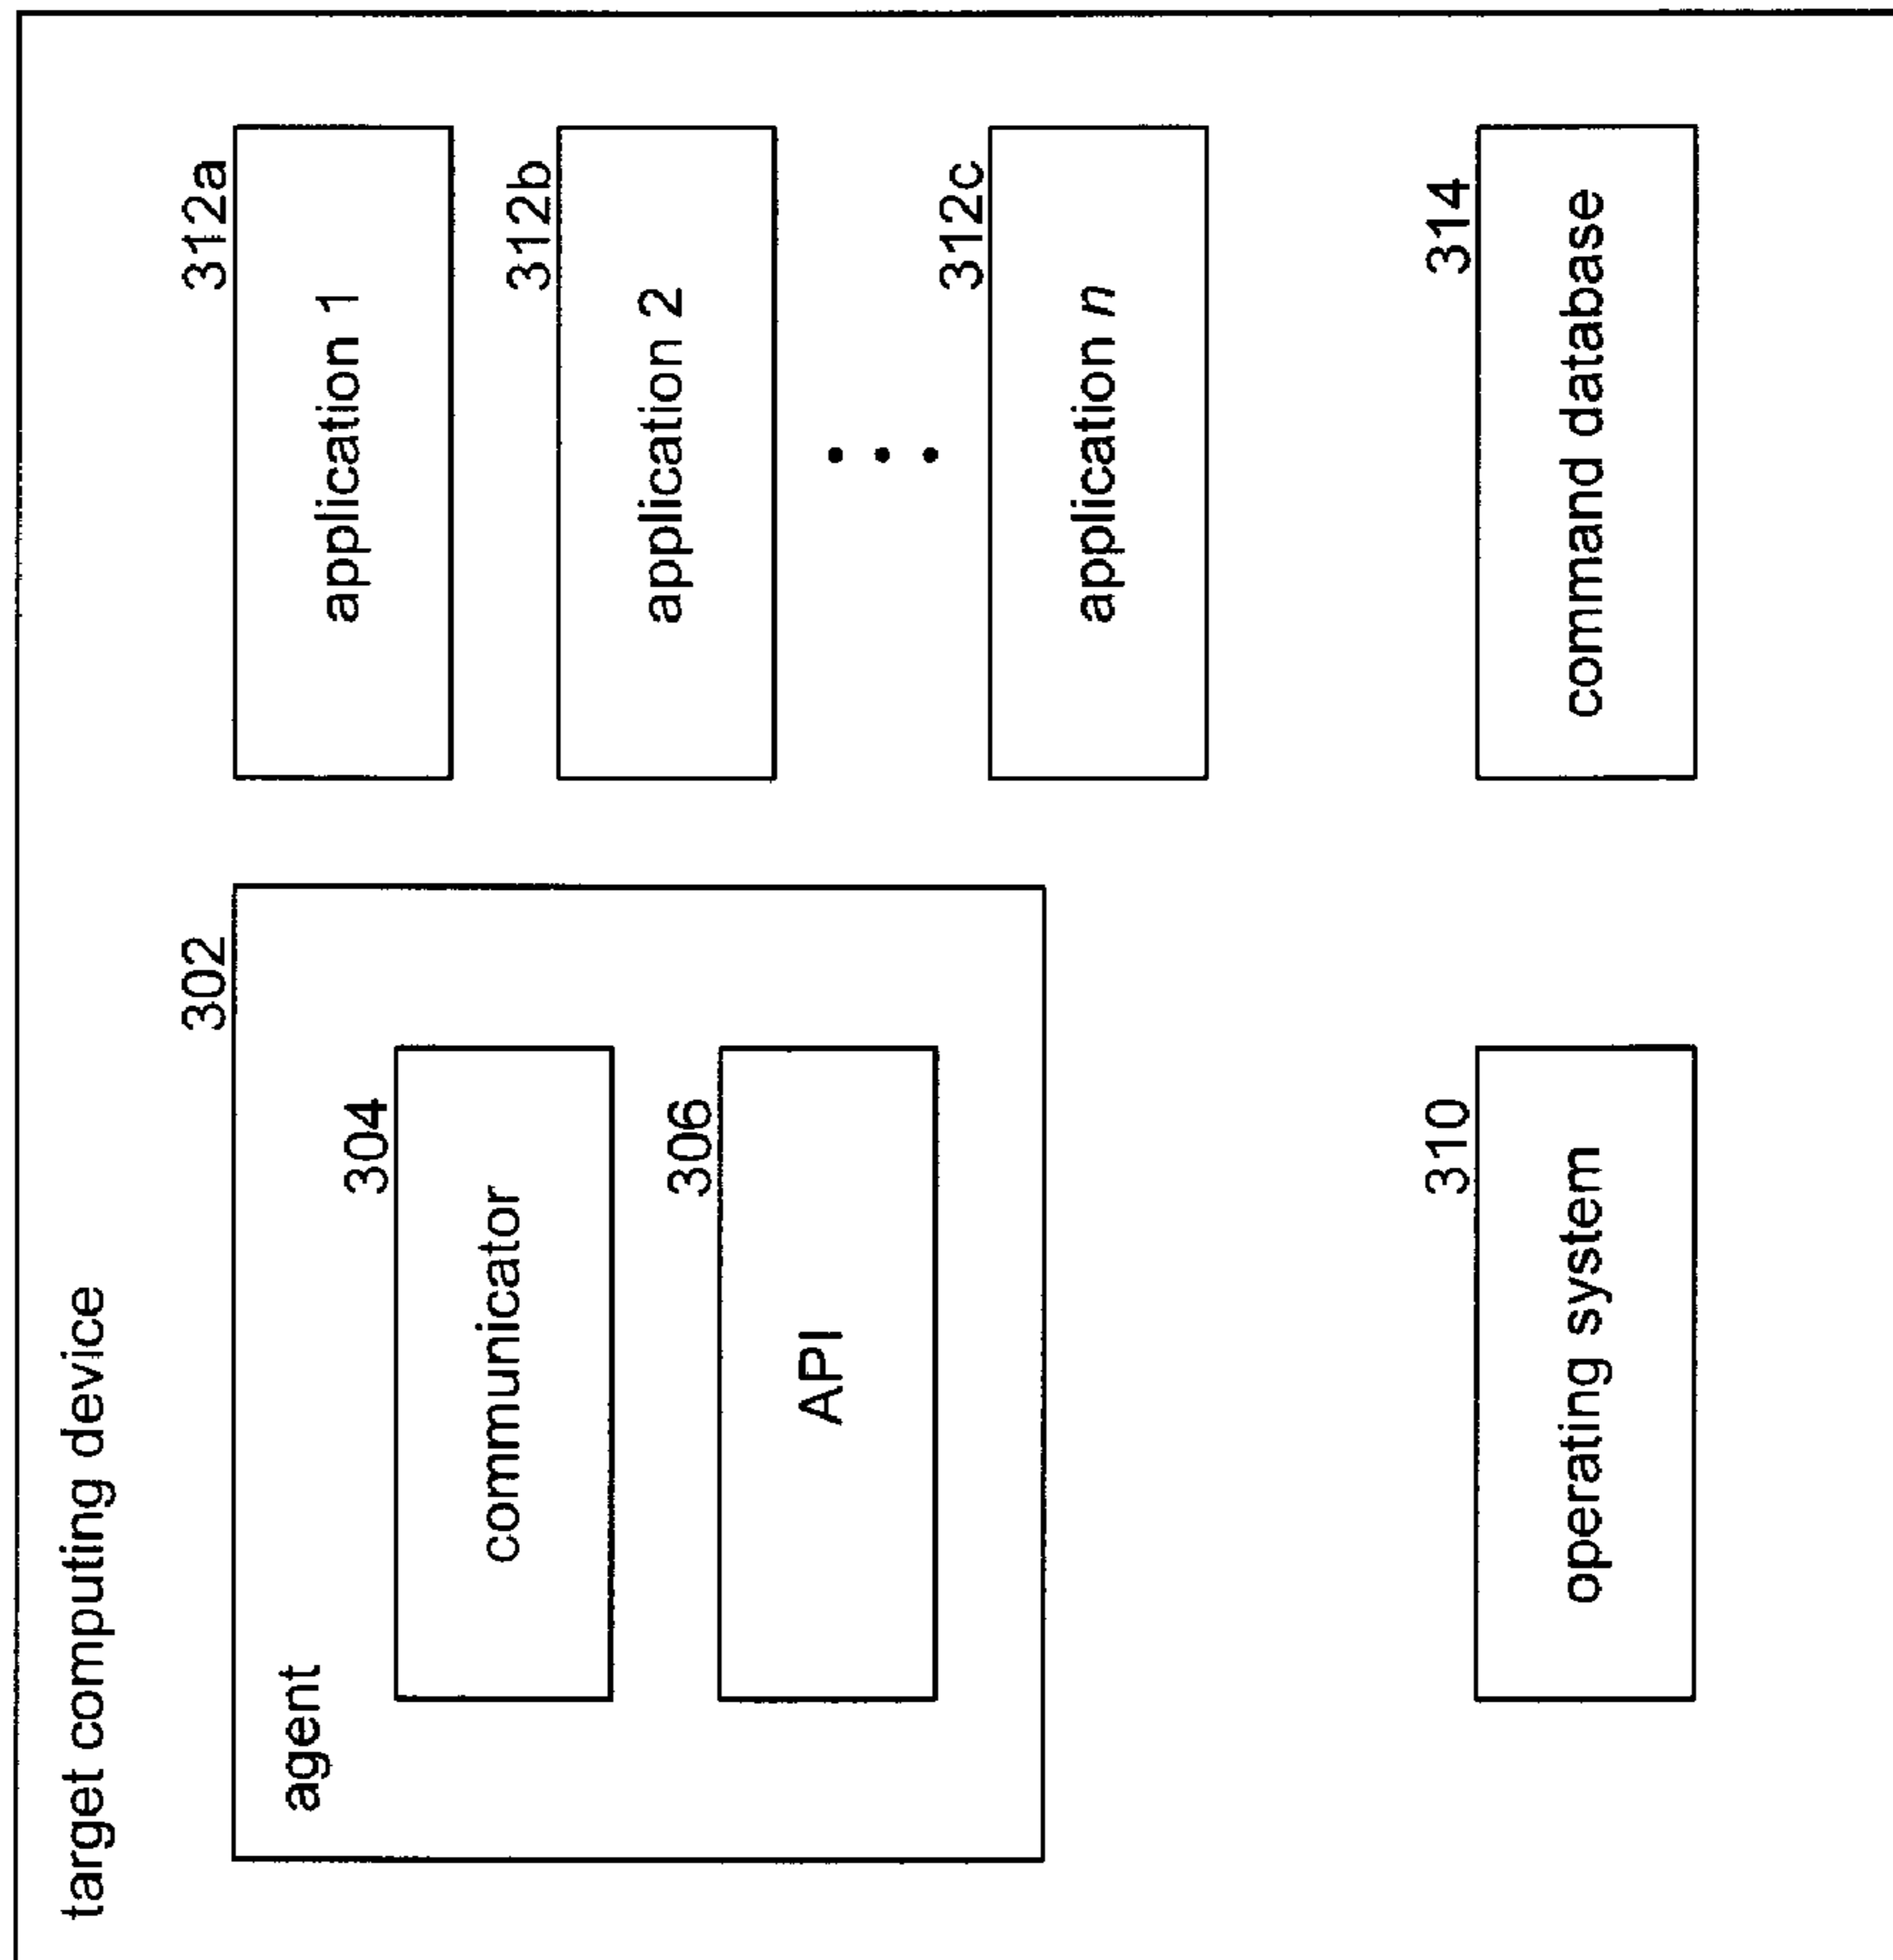 target computing device
302
agent
304
communicator
306
API
310
operating system
312a
application 1
312b
application 2
312c
application n
314
command database